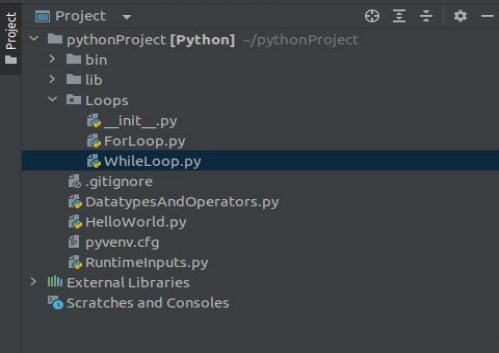 Project
Project
pythonProject [Python] ~/pythonProject
bin
lib
Loops
__init__.py
ForLoop.py
WhileLoop.py
.gitignore
DatatypesAndOperators.py
HelloWorld.py
pyvenv.cfg
RuntimeInputs.py
External Libraries
Scratches and Consoles